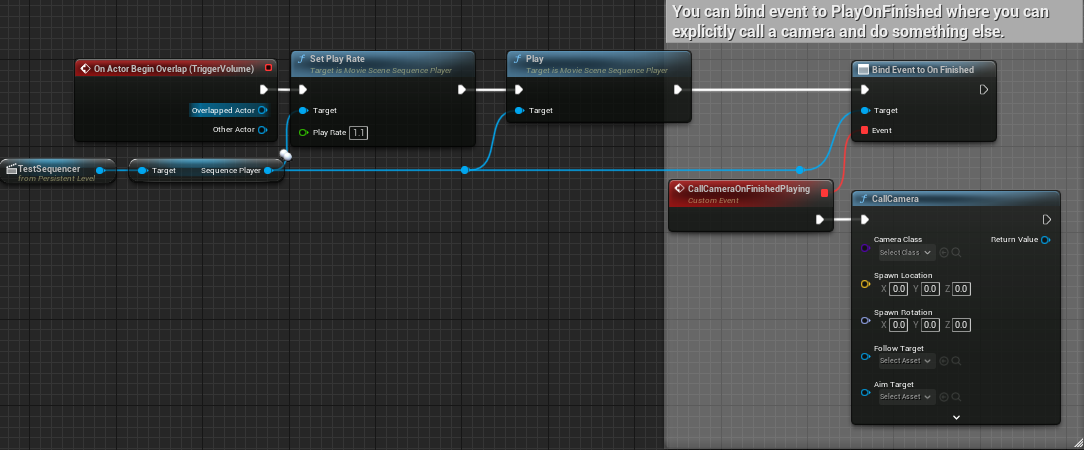 You can bind event to PlayOnFinished where you can
explicitly call a camera and do something else.
On Actor Begin Overlap (TriggerVolume)
Overlapped Actor
Other Actor
Set Play Rate
Target is Movie Scene Sequence Player
Target
Play Rate 1.1
Play
Target is Movie Scene Sequence Player
Target
Bind Event to On Finished
Target
Event
TestSequencer
from Persistent Level
Target Sequence Player
CallCameraOnFinishedPlaying
Custom Event
CallCamera
Camera Class Return Value
Select Class
Spawn Location
X 0.0 Y 0.0 Z 0.0
Spawn Rotation
X 0.0 Y 0.0 Z 0.0
Follow Target
Select Asset
Aim Target
Select Asset